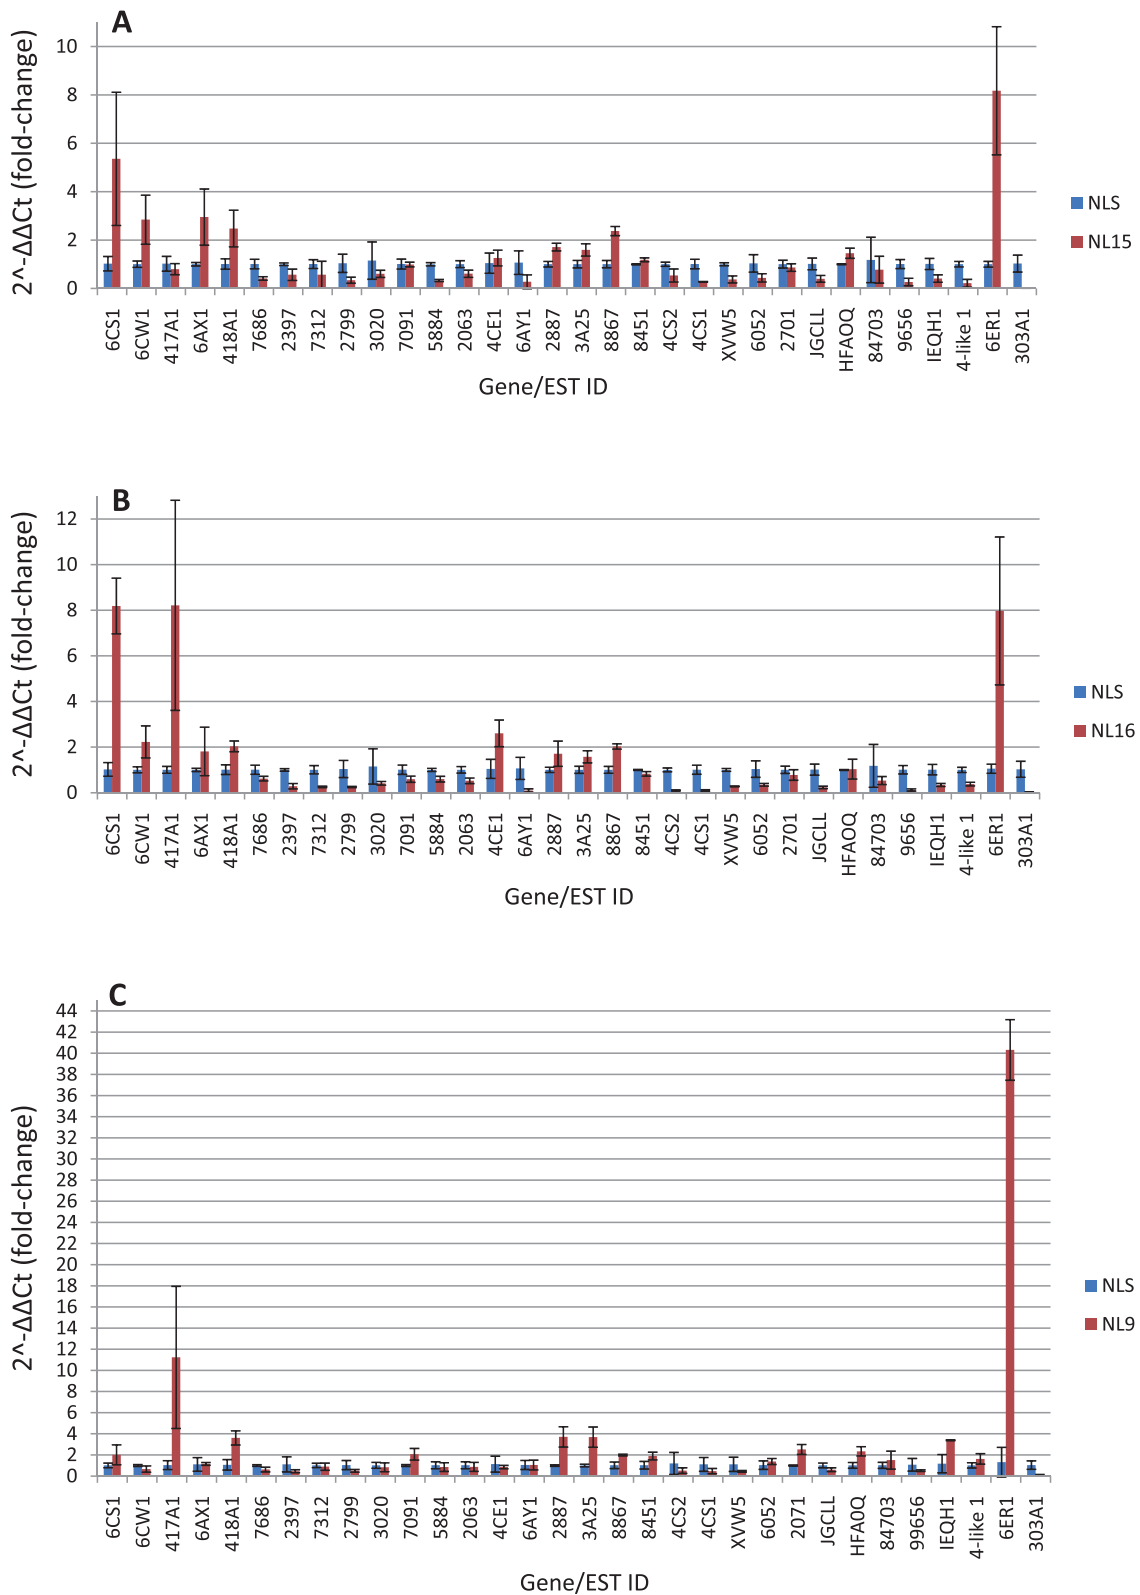 A
2^-ΔΔCt (fold-change)
10
8
6
4
2
0
6CS1 6CW1 417A1 6AX1 418A1 7686 2397 7312 2799 3020 7091 5884 2063 4CE1 6AY1 2887 3A25 8867 8451 4CS2 4CS1 XVW5 6052 2701 JGCLL HFAOQ 84703 9656 IEQH1 4-like 1 6ER1 303A1
Gene/EST ID
NLS
NL15
B
2^-ΔΔCt (fold-change)
12
10
8
6
4
2
0
6CS1 6CW1 417A1 6AX1 418A1 7686 2397 7312 2799 3020 7091 5884 2063 4CE1 6AY1 2887 3A25 8867 8451 4CS2 4CS1 XVW5 6052 2701 JGCLL HFAOQ 84703 9656 IEQH1 4-like 1 6ER1 303A1
Gene/EST ID
NLS
NL16
C
2^-ΔΔCt (fold-change)
44
42
40
38
36
34
32
30
28
26
24
22
20
18
16
14
12
10
8
6
4
2
0
6CS1 6CW1 417A1 6AX1 418A1 7686 2397 7312 2799 3020 7091 5884 2063 4CE1 6AY1 2887 3A25 8867 8451 4CS2 4CS1 XVW5 6052 2071 JGCLL HFA0Q 84703 99656 IEQH1 4-like 1 6ER1 303A1
Gene/EST ID
NLS
NL9